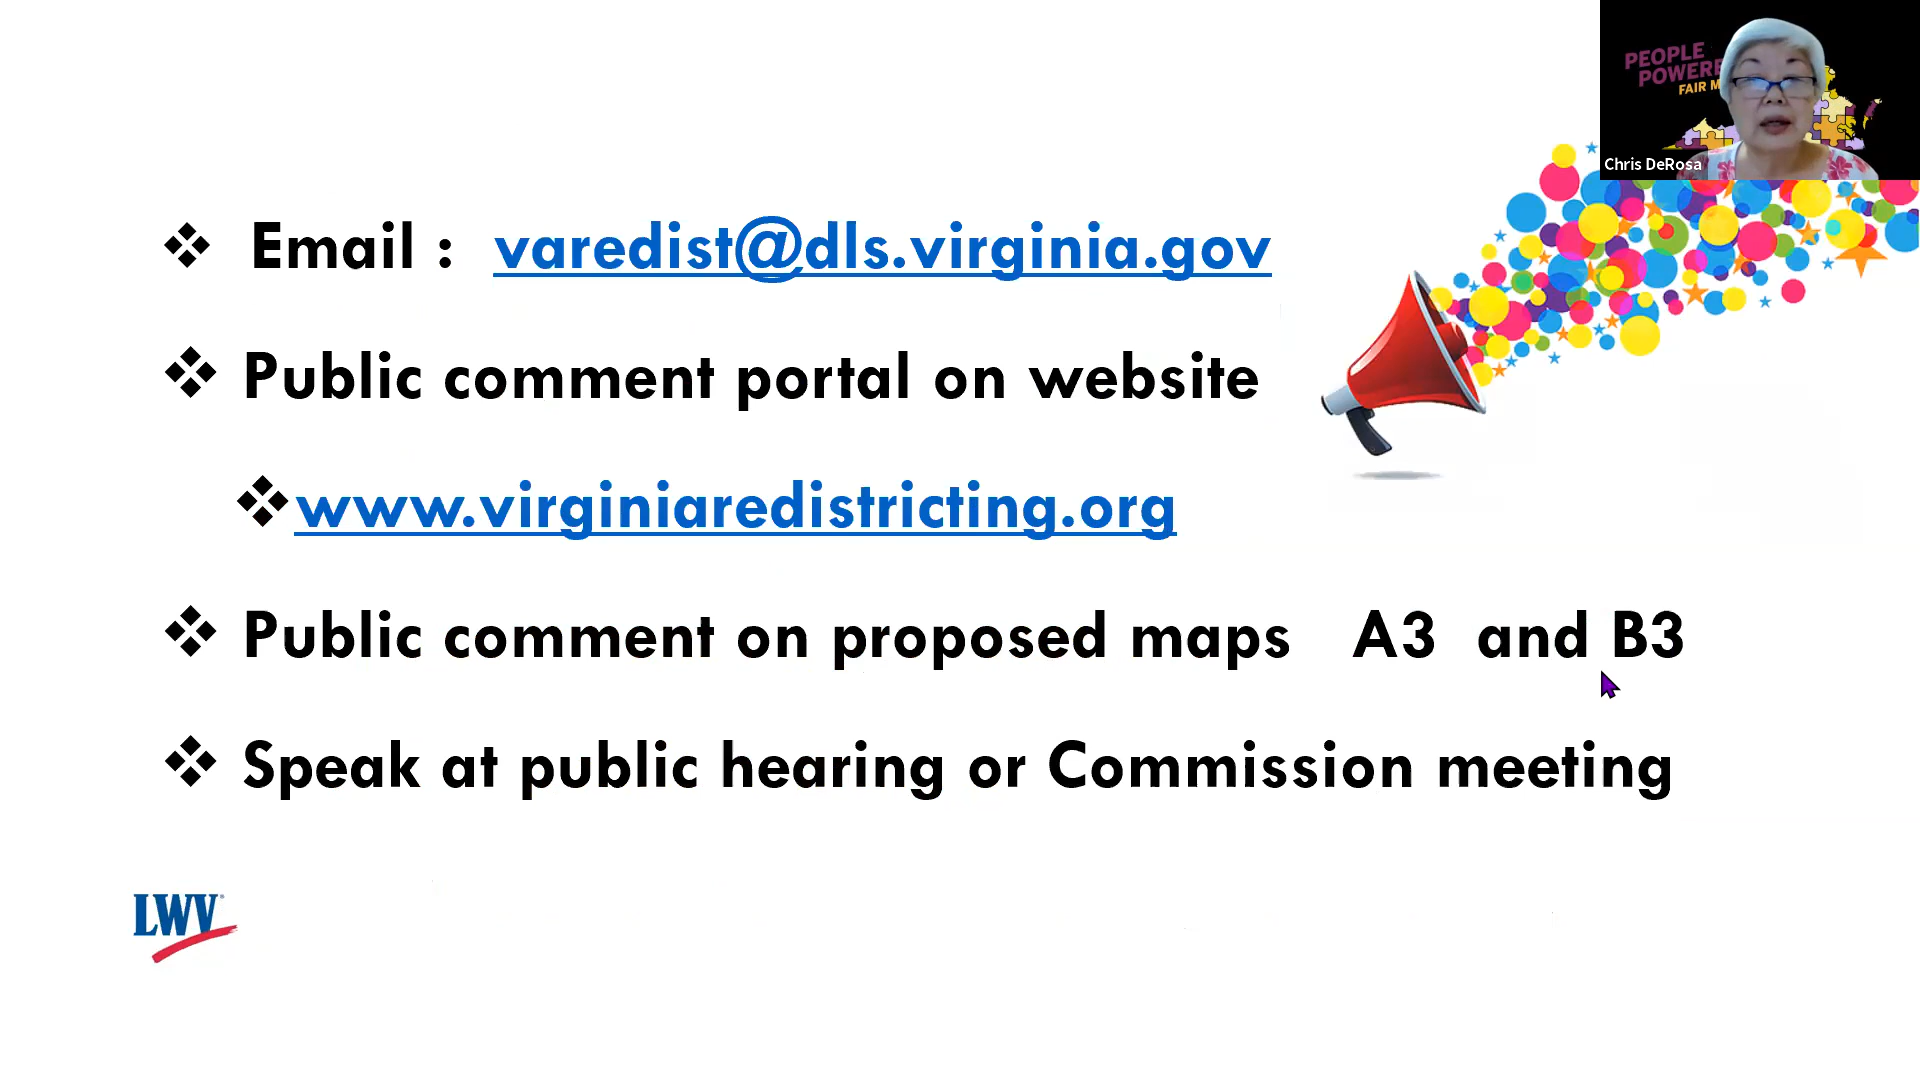 PEOPLE
POWERE
FAIR M
Chris DeRosa
Email : varedist@dls.virginia.gov
Public comment portal on website
www.virginiaredistricting.org
Public comment on proposed maps A3 and B3
Speak at public hearing or Commission meeting
LWV